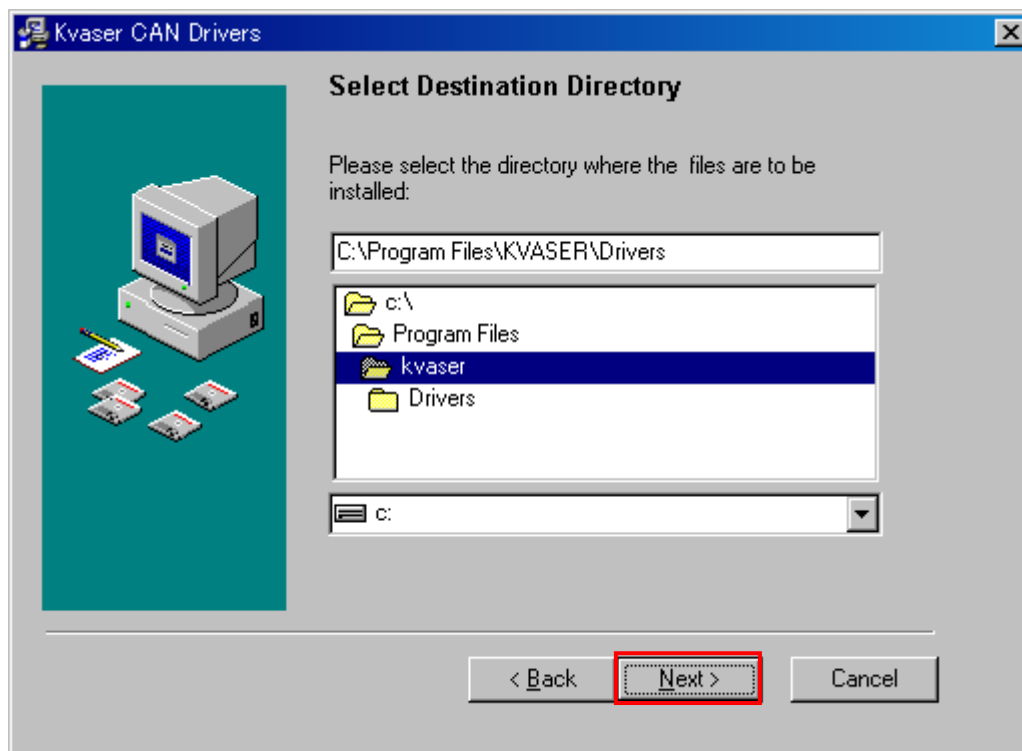 Kvaser CAN Drivers
Select Destination Directory
Please select the directory where the files are to be
installed:
C:\Program Files\KVASER\Drivers
c:\
Program Files
kvaser
Drivers
c:
< Back
Next >
Cancel